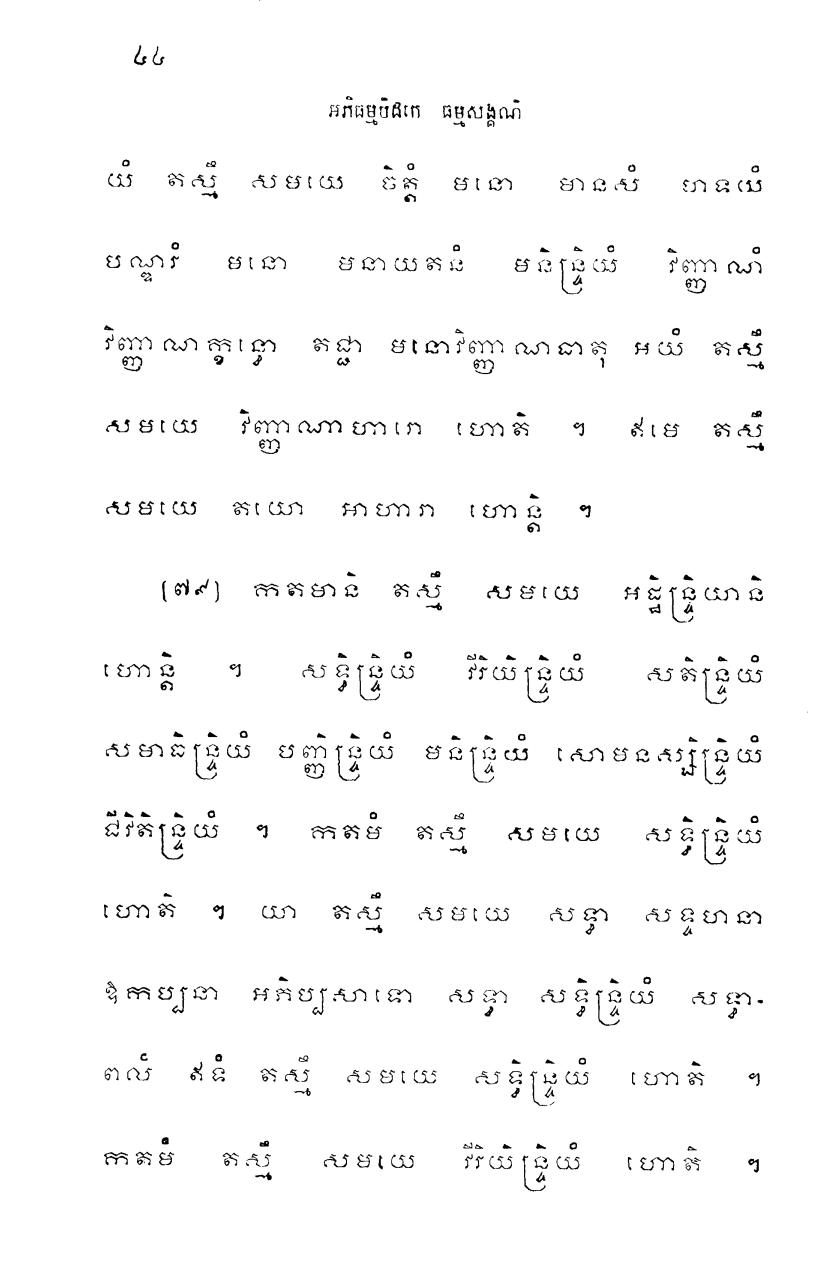 ៤៤
អភិធម្មបិដកេ ធម្មសង្គណិ
យំ តស្មឹ សមយេ ចិត្តំ មនោ មានសំ ហទយំ
បណ្ឌរំ មនោ មនាយតនំ មនិន្ទ្រិយំ វិញ្ញាណំ
វិញ្ញាណក្ខន្ធោ តជ្ជា មនោវិញ្ញាណធាតុ អយំ តស្មឹ
សមយេ វិញ្ញាណាហារោ ហោតិ ។ ឥមេ តស្មឹ
សមយេ តយោ អាហារា ហោន្តិ ។
(៧៩) កតមានិ តស្មឹ សមយេ អដ្ឋិន្ទ្រិយានិ
ហោន្តិ ។ សទ្ធិន្ទ្រិយំ វីរិយិន្ទ្រិយំ សតិន្ទ្រិយំ
សមាធិន្ទ្រិយំ បញ្ញិន្ទ្រិយំ មនិន្ទ្រិយំ សោមនស្សិន្ទ្រិយំ
ជីវិតិន្ទ្រិយំ ។ កតមំ តស្មឹ សមយេ សទ្ធិន្ទ្រិយំ
ហោតិ ។ យា តស្មឹ សមយេ សទ្ធា សទ្ទហនា
ឱកប្បនា អភិប្បសាទោ សទ្ធា សទ្ធិន្ទ្រិយំ សទ្ធា-
ពលំ ឥទំ តស្មឹ សមយេ សទ្ធិន្ទ្រិយំ ហោតិ ។
កតមំ តស្មឹ សមយេ វីរិយិន្ទ្រិយំ ហោតិ ។